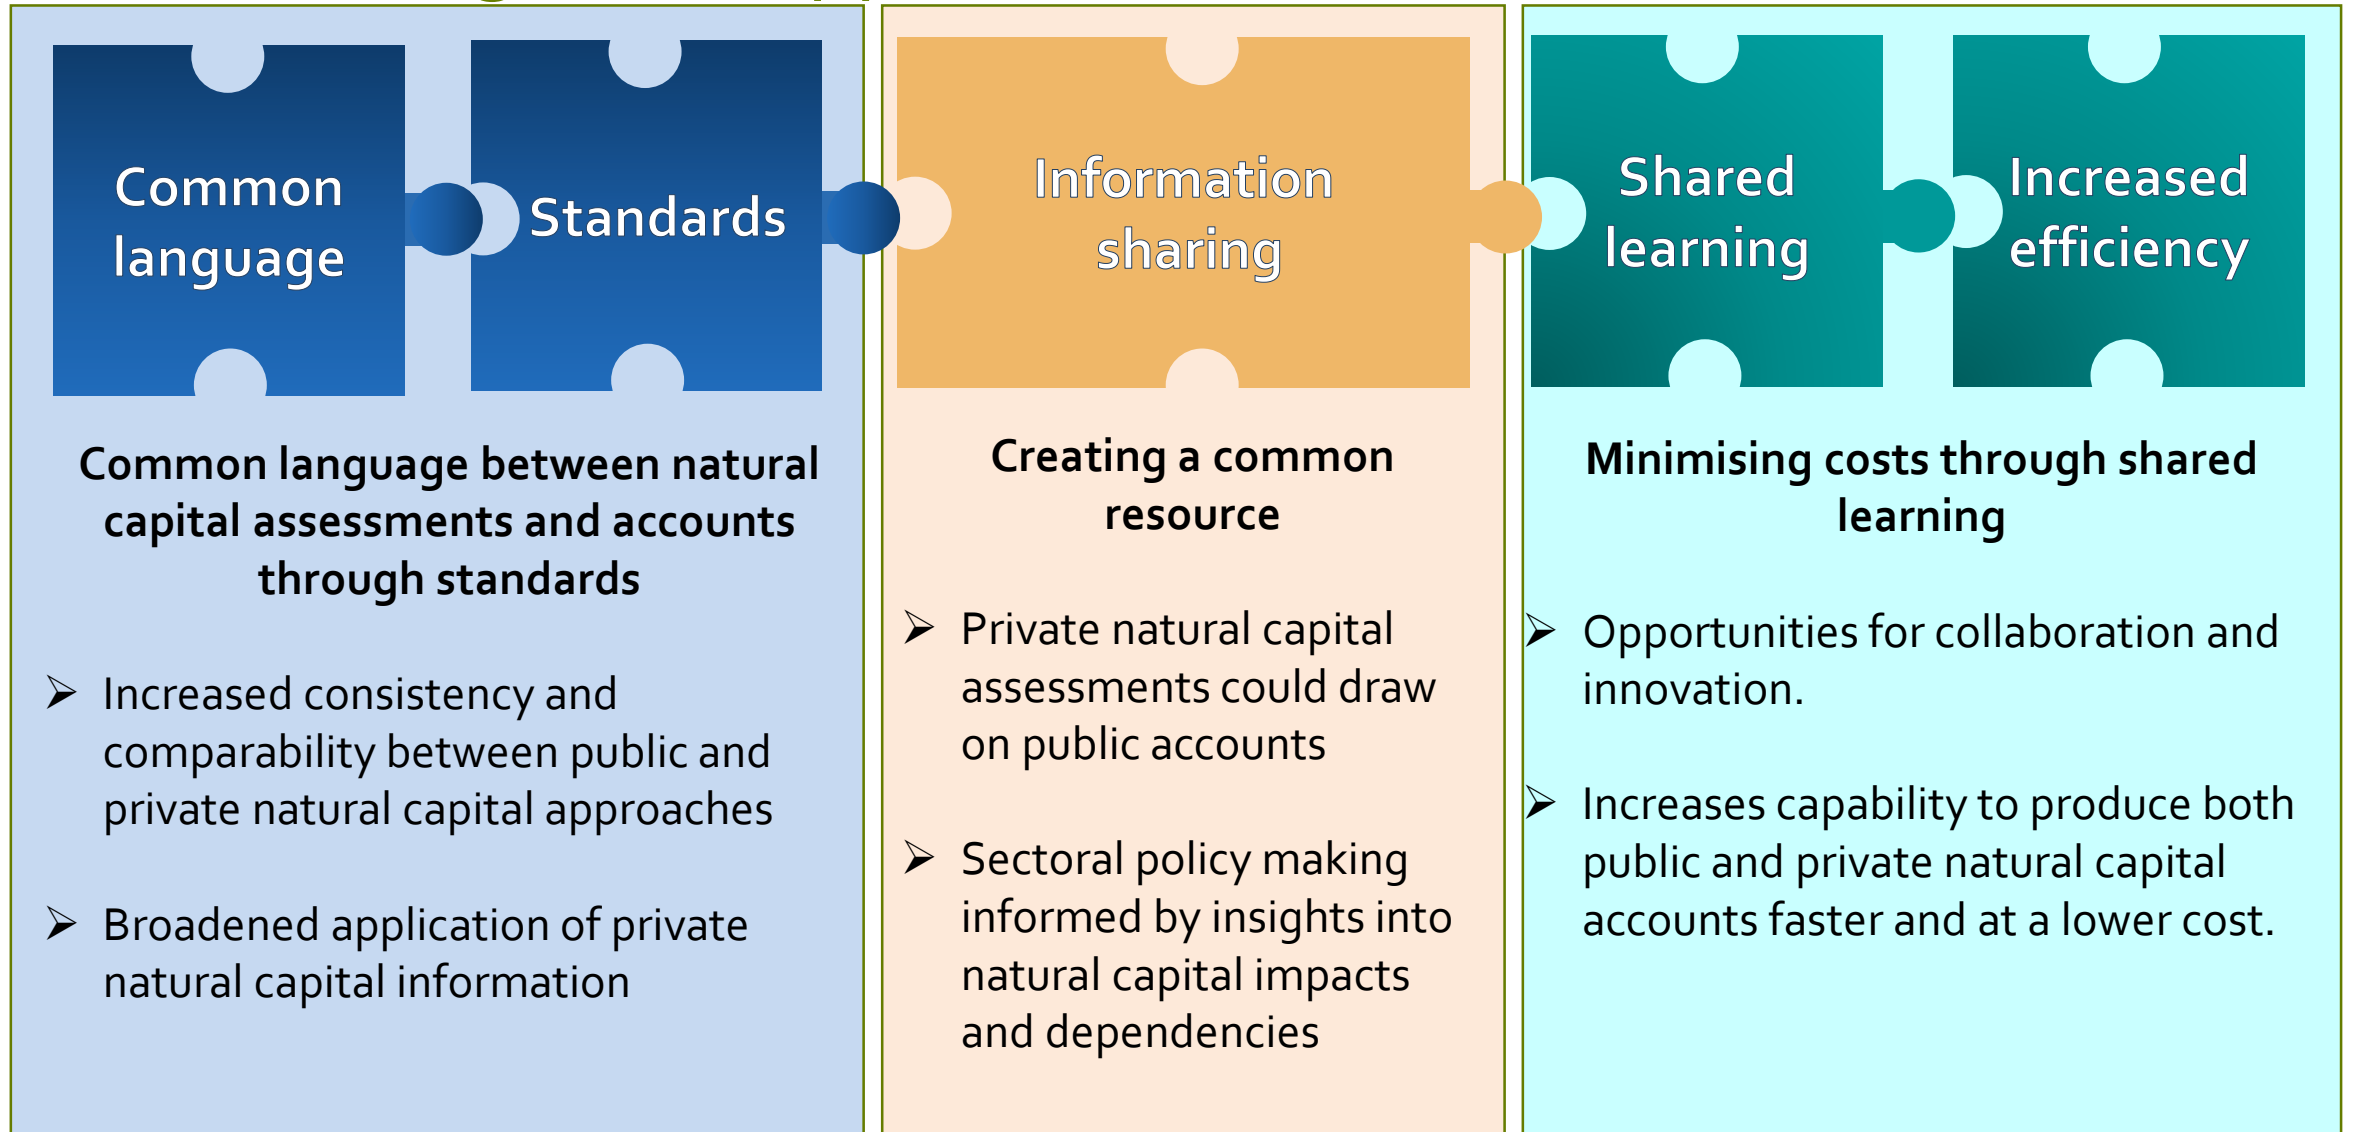 Common
language
Standards
Information
sharing
Shared
learning
Increased
efficiency
Common language between natural
capital assessments and accounts
through standards
➢ Increased consistency and
comparability between public and
private natural capital approaches
➢ Broadened application of private
natural capital information
Creating a common
resource
➢ Private natural capital
assessments could draw
on public accounts
➢ Sectoral policy making
informed by insights into
natural capital impacts
and dependencies
Minimising costs through shared
learning
➢ Opportunities for collaboration and
innovation.
➢ Increases capability to produce both
public and private natural capital
accounts faster and at a lower cost.